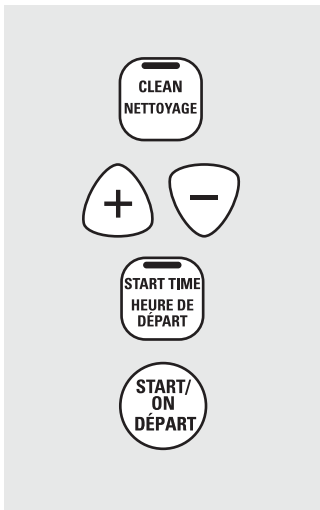 CLEAN
NETTOYAGE
+ −
START TIME
HEURE DE
DÉPART
START/
ON
DÉPART